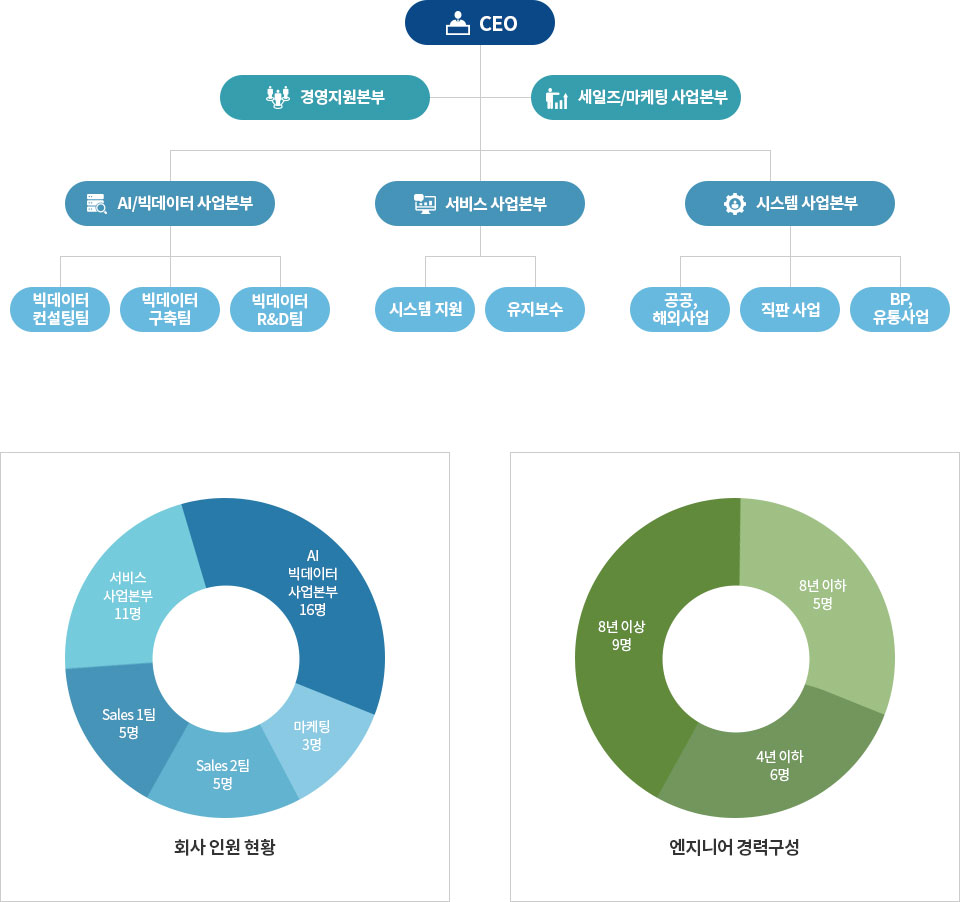 CEO
경영지원본부
세일즈/마케팅 사업본부
AI/빅데이터 사업본부
서비스 사업본부
시스템 사업본부
빅데이터
컨설팅팀
빅데이터
구축팀
빅데이터
R&D팀
시스템 지원
유지보수
공공,
해외사업
직판 사업
BP,
유통사업
AI
빅데이터
사업본부
16명
서비스
사업본부
11명
Sales 1팀
5명
Sales 2팀
5명
마케팅
3명
회사 인원 현황
8년 이하
5명
8년 이상
9명
4년 이하
6명
엔지니어 경력구성